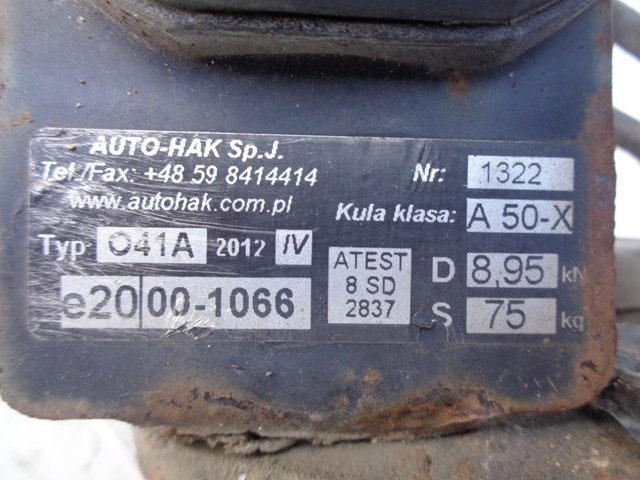 AUTO-HAK Sp.J.
Tel./Fax: +48 59 8414414
www.autohak.com.pl
Nr: 1322
Kula klasa: A 50-X
Typ O41A 2012 IV
e20 00-1066
ATEST
8 SD
2837
D 8,95 kN
S 75 kg